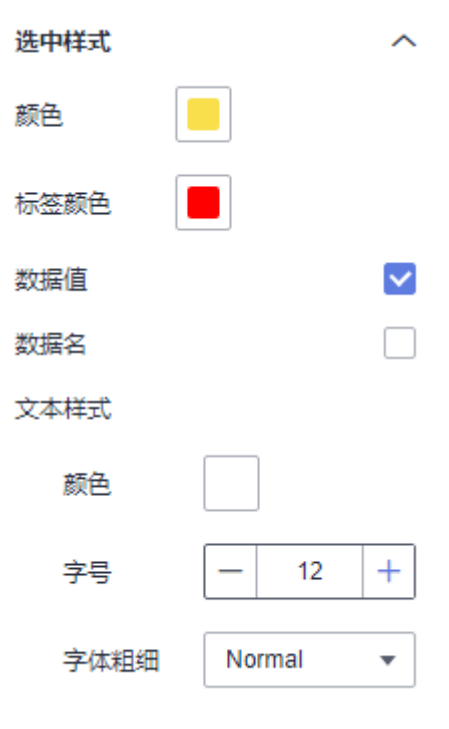 选中样式
颜色
标签颜色
数据值
数据名
文本样式
颜色
字号 12
字体粗细 Normal